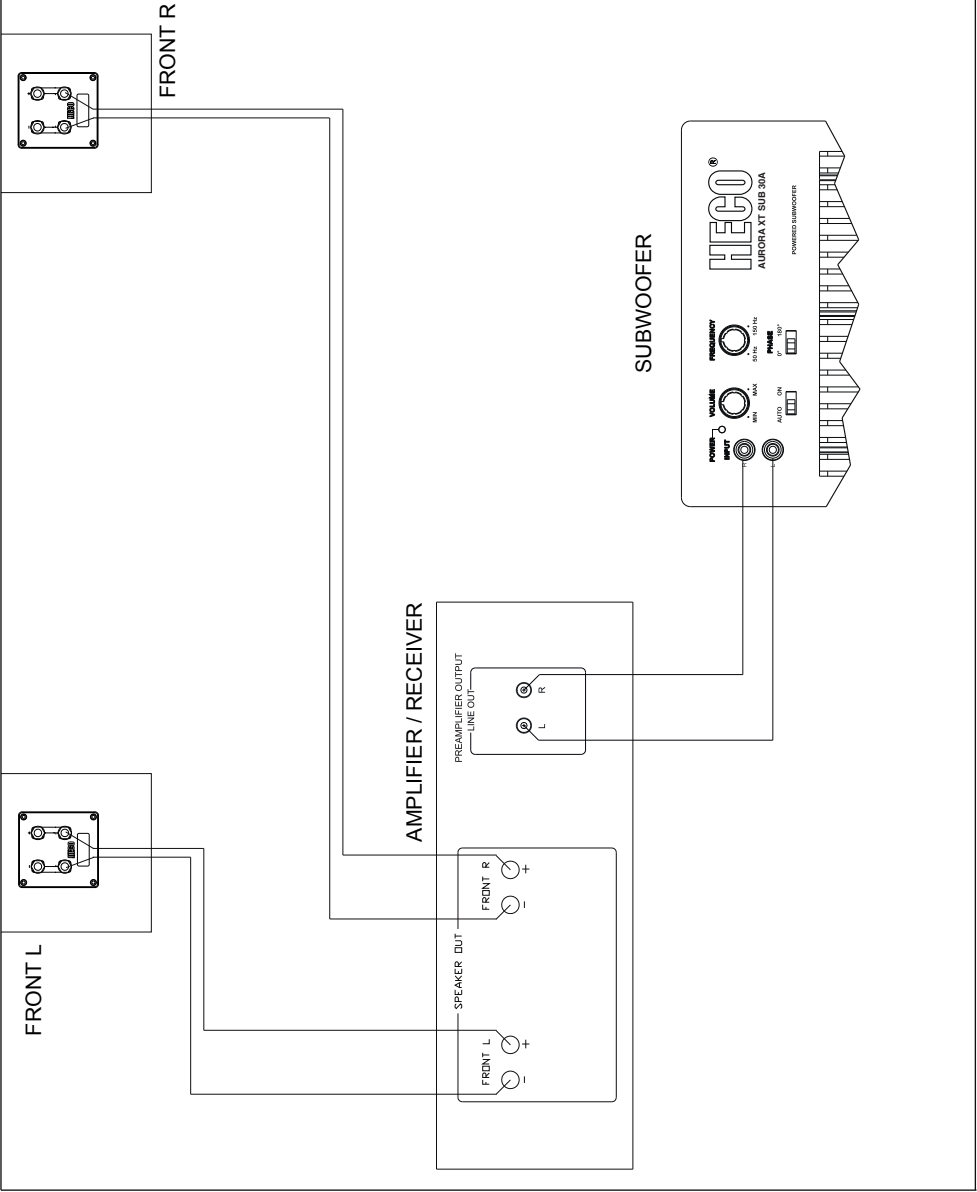 FRONT L
FRONT R
AMPLIFIER / RECEIVER
SPEAKER OUT
FRONT L
- +
FRONT R
- +
PREAMPLIFIER OUTPUT
LINE OUT
L R
SUBWOOFER
POWER
INPUT
R
L
VOLUME
MIN MAX
AUTO ON
FREQUENCY
50 Hz 150 Hz
PHASE
0° 180°
HECO®
AURORA XT SUB 30A
POWERED SUBWOOFER